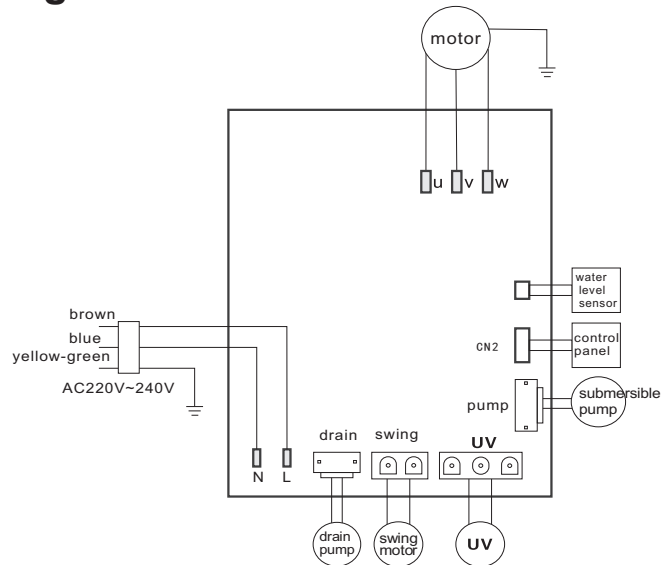 motor
u v w
water
level
sensor
brown
blue
yellow-green
AC220V~240V
CN2
control
panel
pump
submersible
pump
drain swing UV
N L
drain
pump
swing
motor
UV